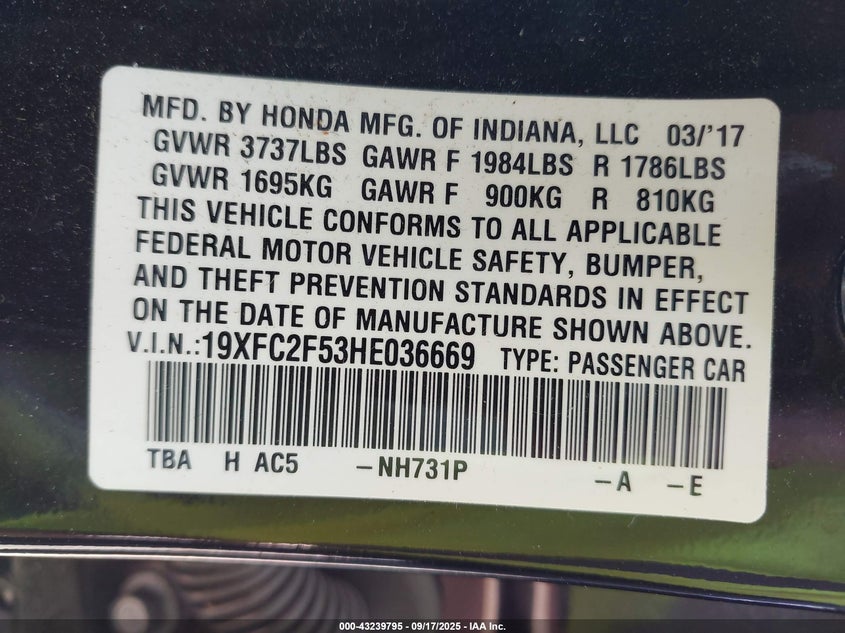 MFD. BY HONDA MFG. OF INDIANA, LLC 03/'17
GVWR 3737LBS GAWR F 1984LBS R 1786LBS
GVWR 1695KG GAWR F 900KG R 810KG
THIS VEHICLE CONFORMS TO ALL APPLICABLE
FEDERAL MOTOR VEHICLE SAFETY, BUMPER,
AND THEFT PREVENTION STANDARDS IN EFFECT
ON THE DATE OF MANUFACTURE SHOWN ABOVE.
V.I.N.:19XFC2F53HE036669 TYPE: PASSENGER CAR
TBA H AC5 –NH731P –A –E
000-43239795 - 09/17/2025 - IAA Inc.